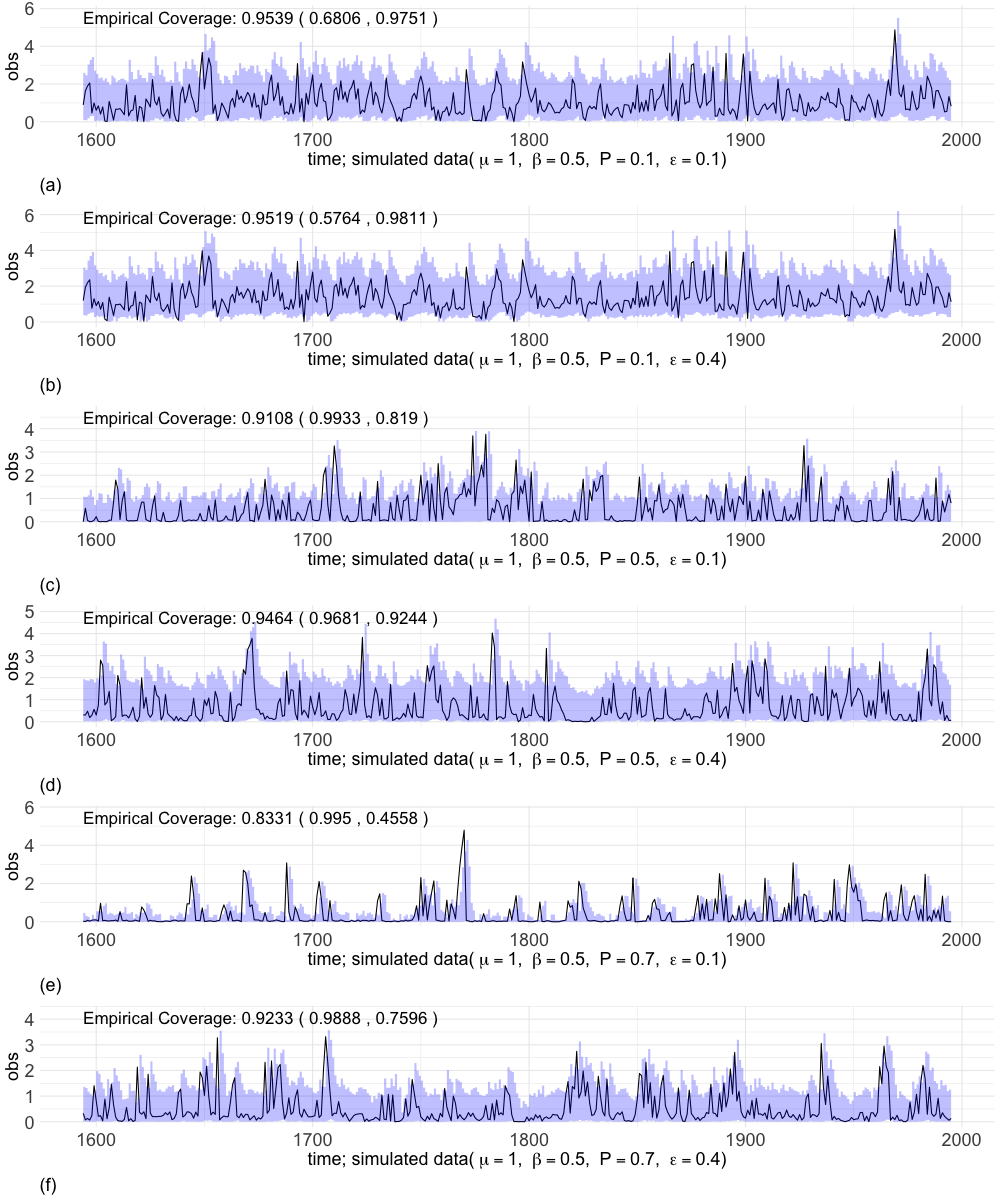 Empirical Coverage: 0.9539 ( 0.6806 , 0.9751 )
6
4
2
0
obs
1600 1700 1800 1900 2000
time; simulated data( μ = 1, β = 0.5, P = 0.1, ε = 0.1)
(a)
Empirical Coverage: 0.9519 ( 0.5764 , 0.9811 )
6
4
2
0
obs
1600 1700 1800 1900 2000
time; simulated data( μ = 1, β = 0.5, P = 0.1, ε = 0.4)
(b)
Empirical Coverage: 0.9108 ( 0.9933 , 0.819 )
4
3
2
1
0
obs
1600 1700 1800 1900 2000
time; simulated data( μ = 1, β = 0.5, P = 0.5, ε = 0.1)
(c)
Empirical Coverage: 0.9464 ( 0.9681 , 0.9244 )
5
4
3
2
1
0
obs
1600 1700 1800 1900 2000
time; simulated data( μ = 1, β = 0.5, P = 0.5, ε = 0.4)
(d)
Empirical Coverage: 0.8331 ( 0.995 , 0.4558 )
6
4
2
0
obs
1600 1700 1800 1900 2000
time; simulated data( μ = 1, β = 0.5, P = 0.7, ε = 0.1)
(e)
Empirical Coverage: 0.9233 ( 0.9888 , 0.7596 )
4
3
2
1
0
obs
1600 1700 1800 1900 2000
time; simulated data( μ = 1, β = 0.5, P = 0.7, ε = 0.4)
(f)